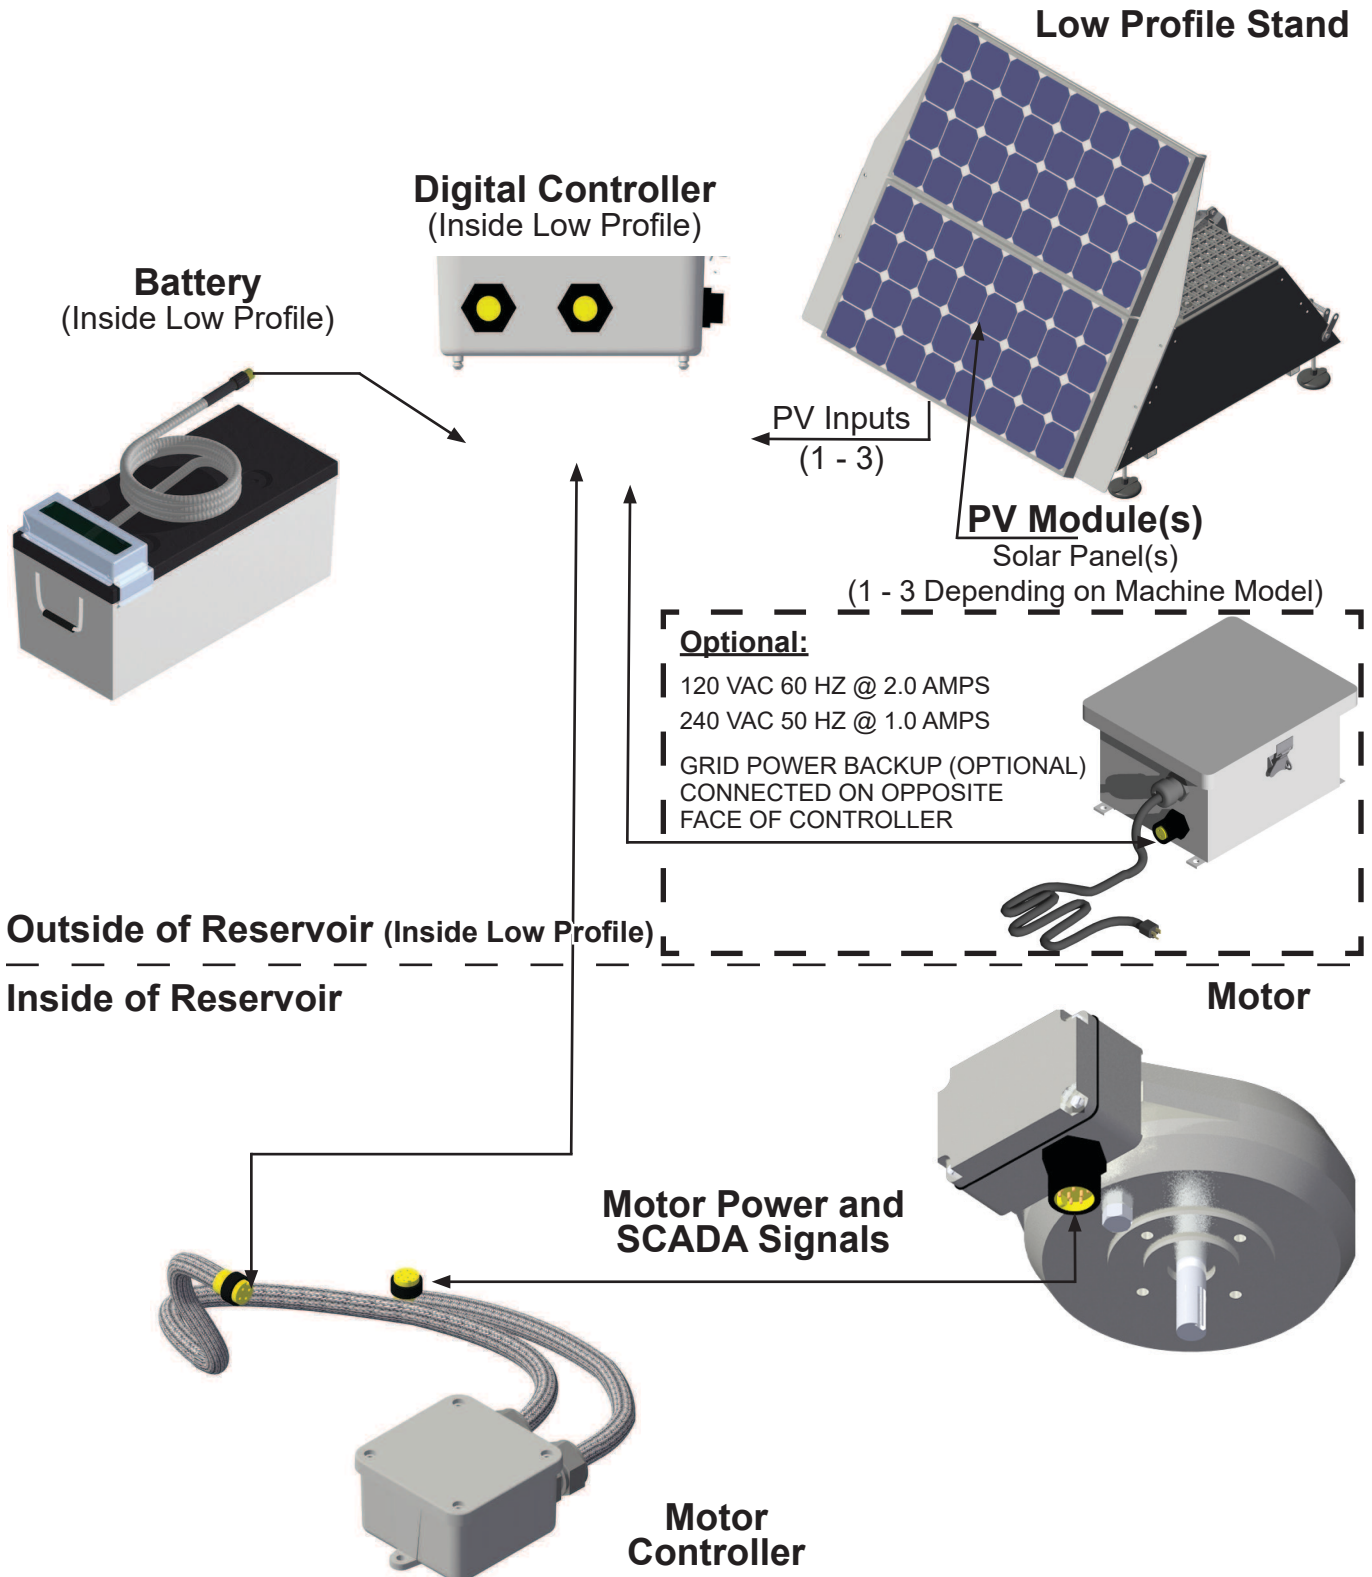 Low Profile Stand
Digital Controller
(Inside Low Profile)
Battery
(Inside Low Profile)
PV Inputs
(1 - 3)
PV Module(s)
Solar Panel(s)
(1 - 3 Depending on Machine Model)
Optional:
120 VAC 60 HZ @ 2.0 AMPS
240 VAC 50 HZ @ 1.0 AMPS
GRID POWER BACKUP (OPTIONAL)
CONNECTED ON OPPOSITE
FACE OF CONTROLLER
Outside of Reservoir (Inside Low Profile)
Inside of Reservoir
Motor
Motor Power and
SCADA Signals
Motor
Controller